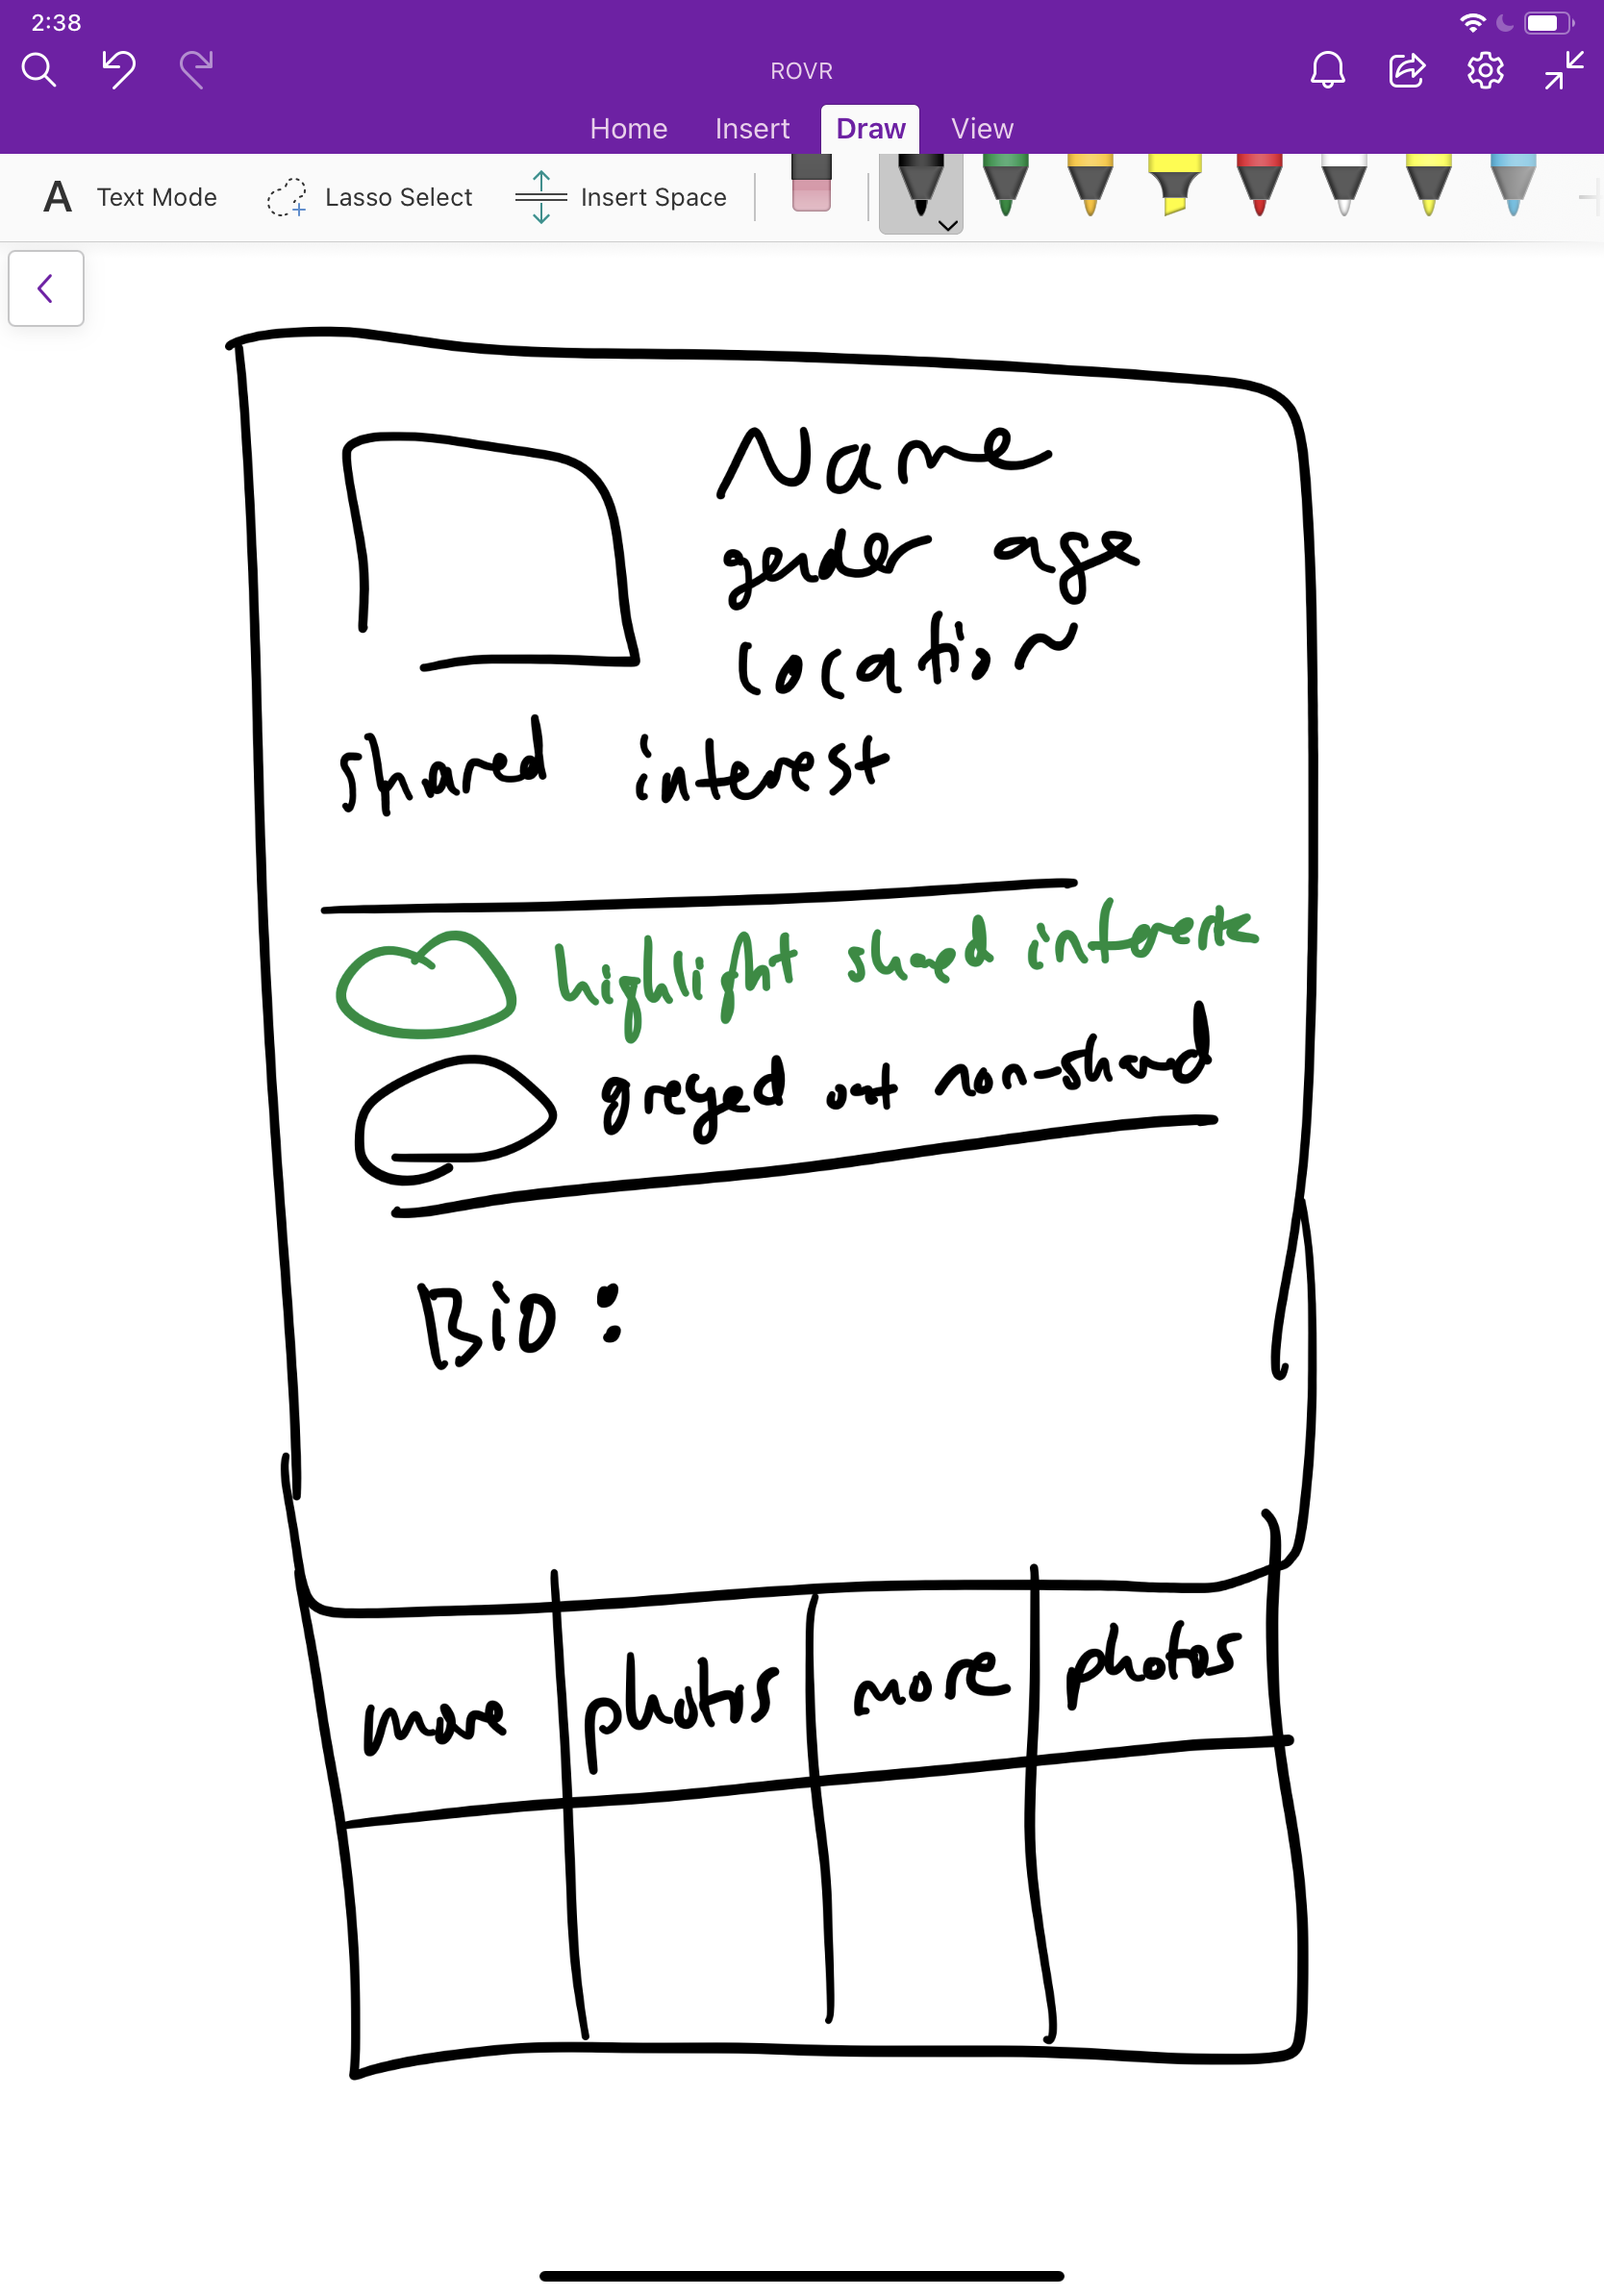 2:38
ROVR
Home Insert Draw View
A Text Mode Lasso Select Insert Space
Name
gender age
location
shared interest
highlight shared interests
greyed out non-shared
Bio:
more photos more photos